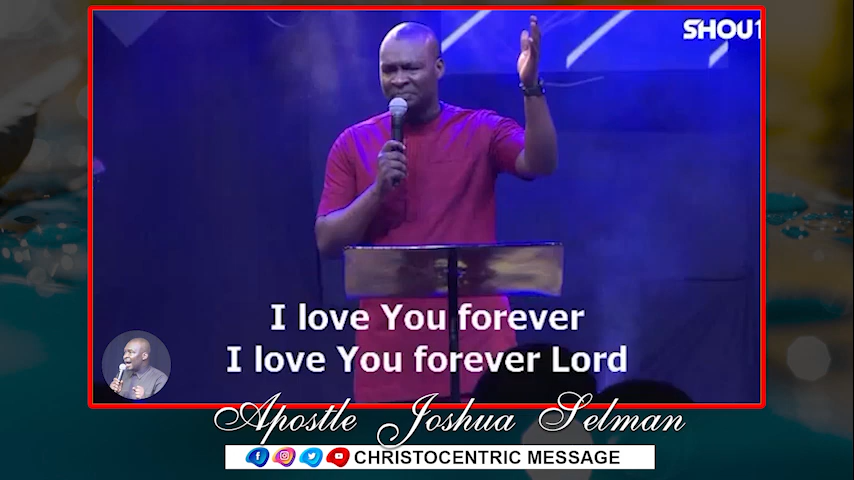 SHOU
I love You forever
I love You forever Lord
Apostle Joshua Selman
CHRISTOCENTRIC MESSAGE